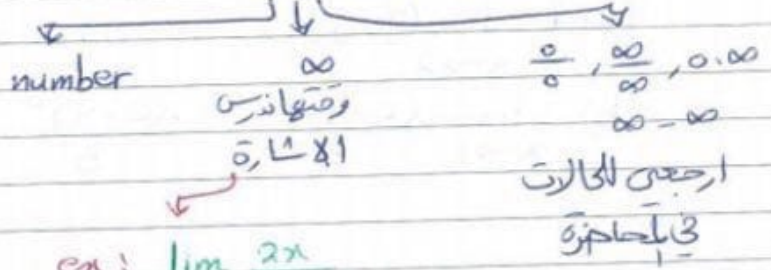 number
∞
وقتها ندرس
الاشارة
0/0 , ∞/∞ , 0.∞
∞ - ∞
ارجعي للحالات
في المحاضرة
ex: lim 2x